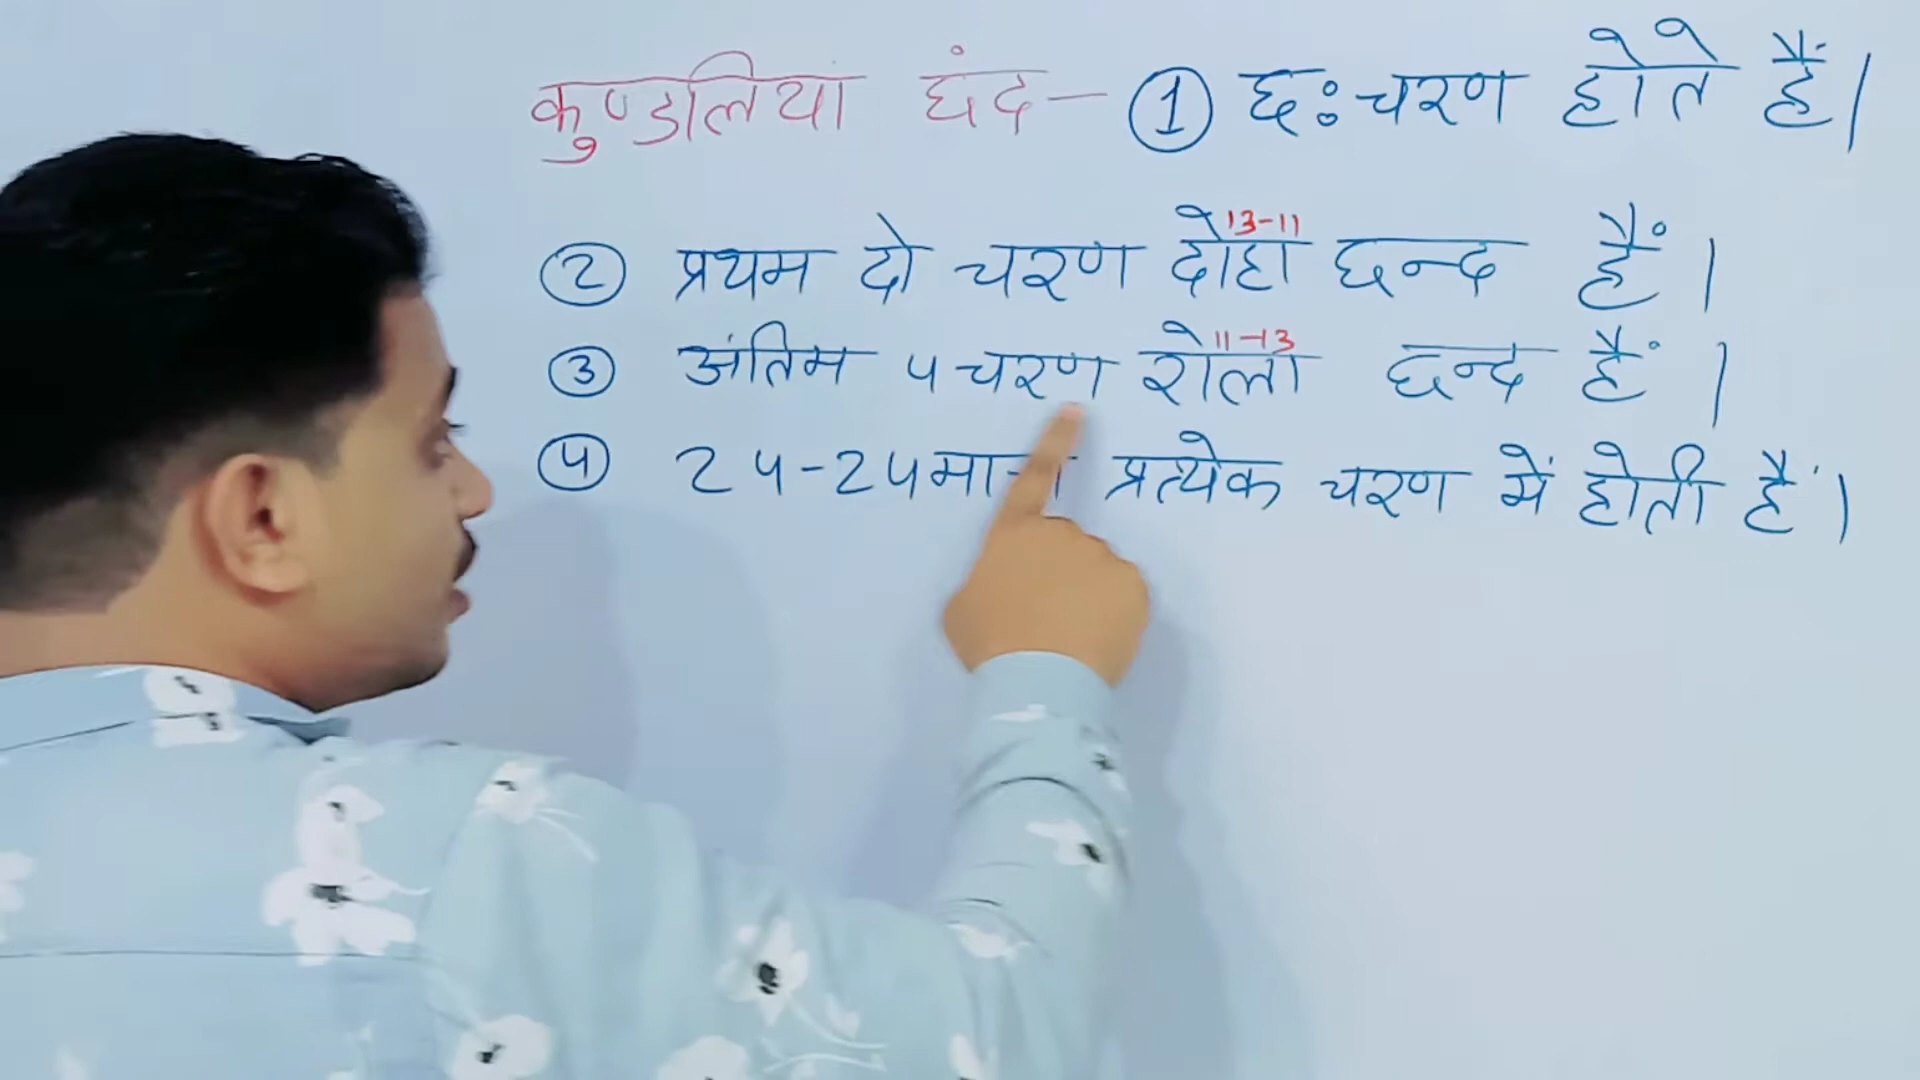 कुण्डलिया छंद - ① छः चरण होते हैं।
13-11
② प्रथम दो चरण दोहा छन्द हैं।
11-13
③ अंतिम 4 चरण रोला छन्द हैं।
④ 24-24 प्रत्येक चरण में होती हैं।